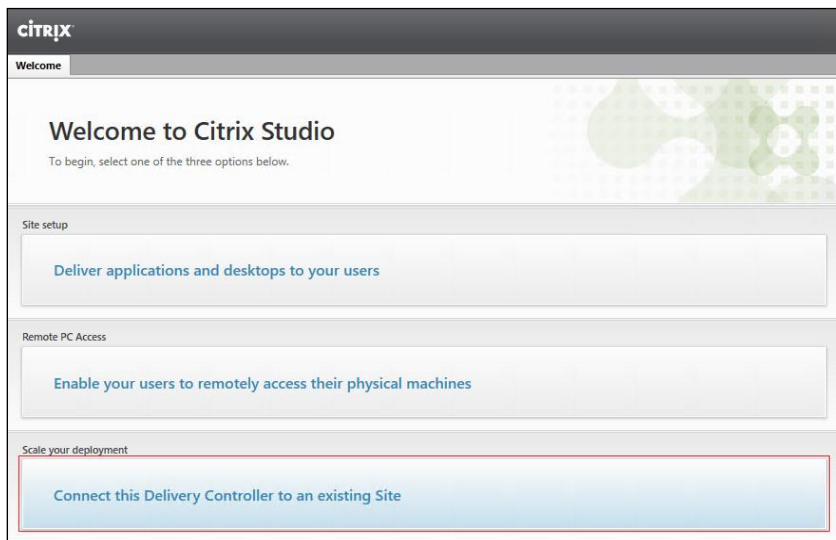 CİTRIX
Welcome
Welcome to Citrix Studio
To begin, select one of the three options below.
Site setup
Deliver applications and desktops to your users
Remote PC Access
Enable your users to remotely access their physical machines
Scale your deployment
Connect this Delivery Controller to an existing Site